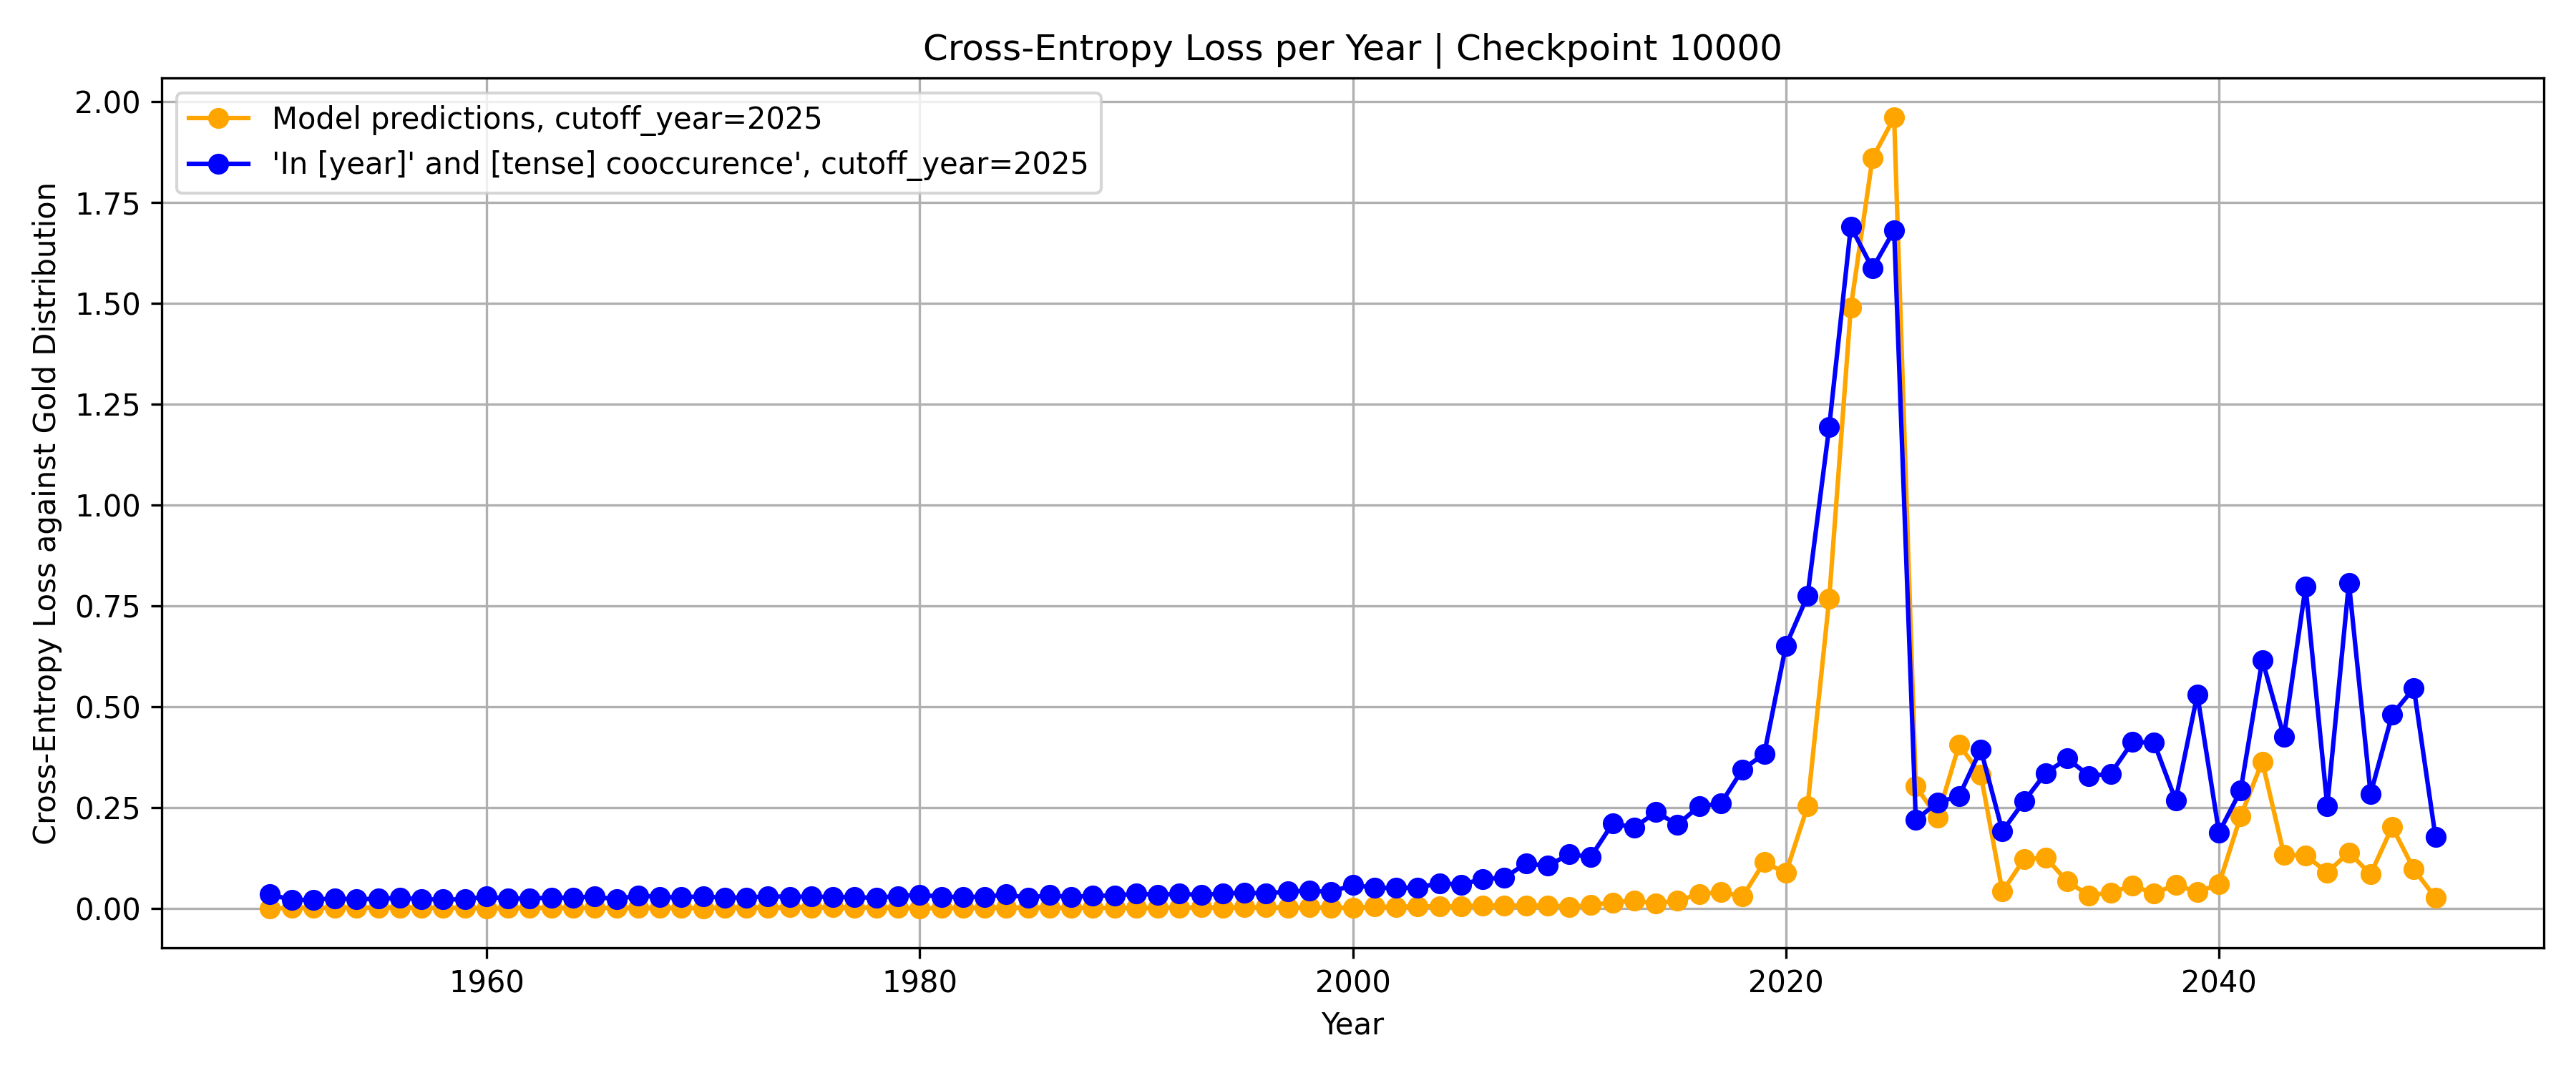 Cross-Entropy Loss per Year | Checkpoint 10000
Model predictions, cutoff_year=2025
'In [year]' and [tense] cooccurence', cutoff_year=2025
Cross-Entropy Loss against Gold Distribution
2.00
1.75
1.50
1.25
1.00
0.75
0.50
0.25
0.00
1960
1980
2000
2020
2040
Year